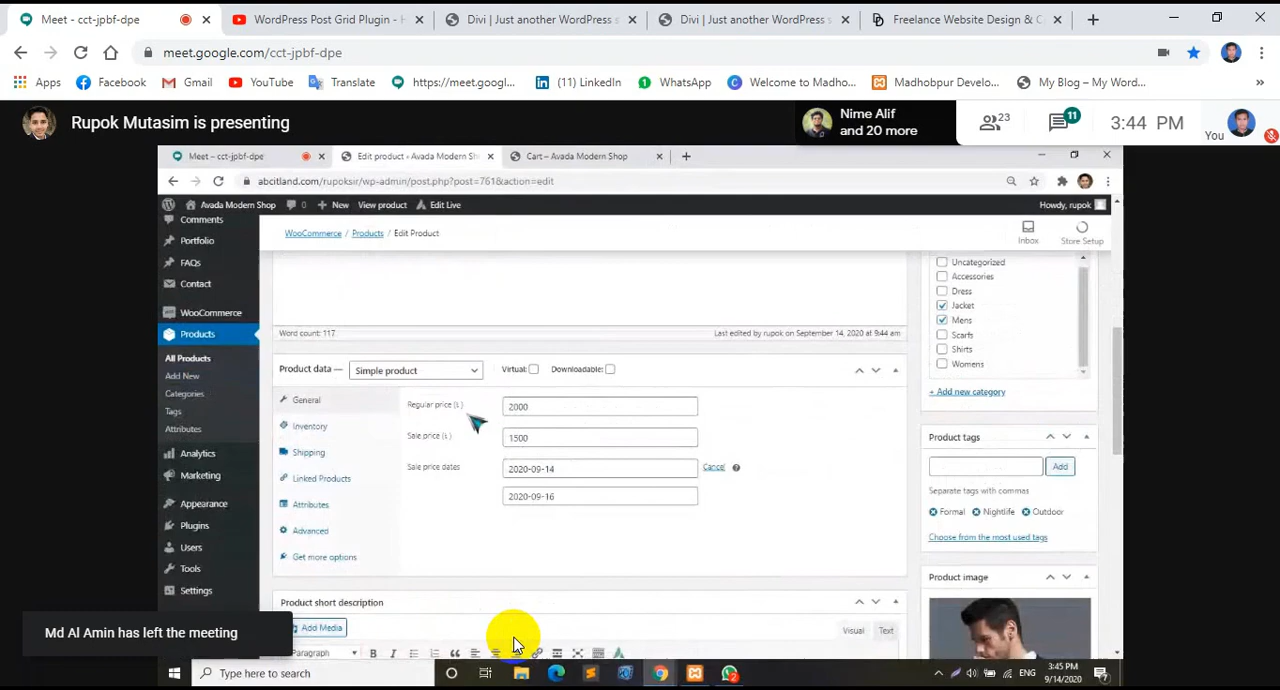 Meet - cct-jpbf-dpe
WordPress Post Grid Plugin - H
Divi | Just another WordPress s
Divi | Just another WordPress s
Freelance Website Design & C
meet.google.com/cct-jpbf-dpe
Apps
Facebook
Gmail
YouTube
Translate
https://meet.googl...
(11) LinkedIn
WhatsApp
Welcome to Madho...
Madhobpur Develo...
My Blog – My Word...
»
Rupok Mutasim is presenting
Nime Alif
and 20 more
23
11
3:44 PM
You
Meet – cct-jpbf-dpe
Edit product ‹ Avada Modern Sh
Cart – Avada Modern Shop
abcitland.com/rupoksir/wp-admin/post.php?post=761&action=edit
Avada Modern Shop
0
New
View product
Edit Live
Howdy, rupok
Comments
Portfolio
FAQs
Contact
WooCommerce
Products
All Products
Add New
Categories
Tags
Attributes
Analytics
Marketing
Appearance
Plugins
Users
Tools
Settings
WooCommerce / Products / Edit Product
Inbox
Store Setup
Word count: 117
Last edited by rupok on September 14, 2020 at 9:44 am
Product data —
Simple product
Virtual:
Downloadable:
General
Inventory
Shipping
Linked Products
Attributes
Advanced
Get more options
Regular price
2000
Sale price
1500
Sale price dates
2020-09-14
Cancel
2020-09-16
Product short description
Add Media
Visual
Text
Paragraph
B
I
Uncategorized
Accessories
Dress
Jacket
Mens
Scarfs
Shirts
Womens
+ Add new category
Product tags
Add
Separate tags with commas
Formal
Nightlife
Outdoor
Choose from the most used tags
Product image
Md Al Amin has left the meeting
Type here to search
2
ENG
3:45 PM
9/14/2020
7